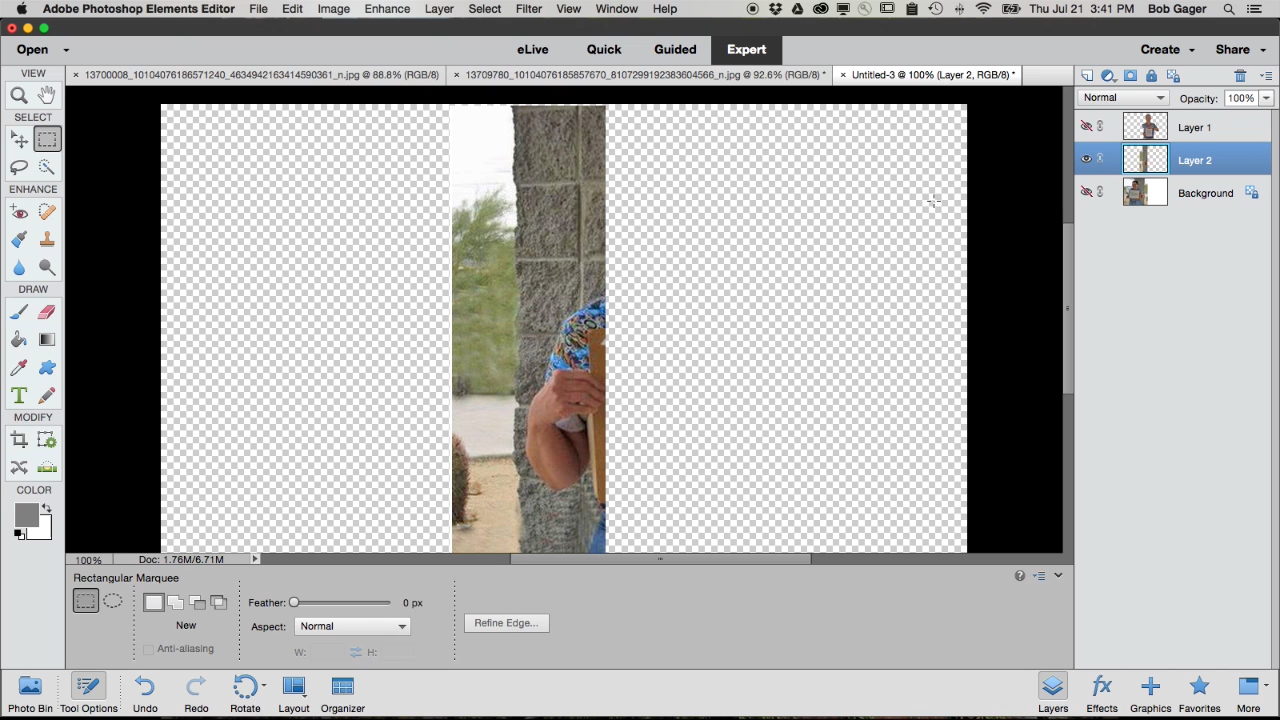 Adobe Photoshop Elements Editor File Edit Image Enhance Layer Select Filter View Window Help Thu Jul 21 3:41 PM Bob Gager
Open eLive Quick Guided Expert Create Share
VIEW
× 13700008_10104076186571240_4634942163414590361_n.jpg @ 88.8% (RGB/8) × 13709780_10104076185857670_8107299192383604566_n.jpg @ 92.6% (RGB/8) * × Untitled-3 @ 100% (Layer 2, RGB/8) *
Normal Opacity: 100%
SELECT
Layer 1
Layer 2
ENHANCE
Background
DRAW
MODIFY
COLOR
100% Doc: 1.76M/6.71M
Rectangular Marquee
Feather: 0 px
New Aspect: Normal Refine Edge...
Anti-aliasing W: H:
Photo Bin Tool Options Undo Redo Rotate Layout Organizer Layers Effects Graphics Favorites More